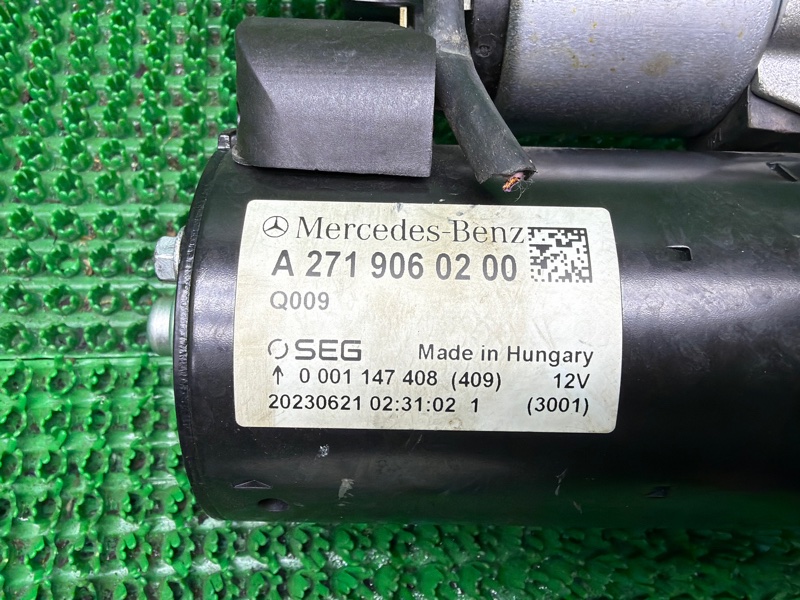 Mercedes-Benz
A 271 906 02 00
Q009
SEG Made in Hungary
↑ 0 001 147 408 (409) 12V
20230621 02:31:02 1 (3001)